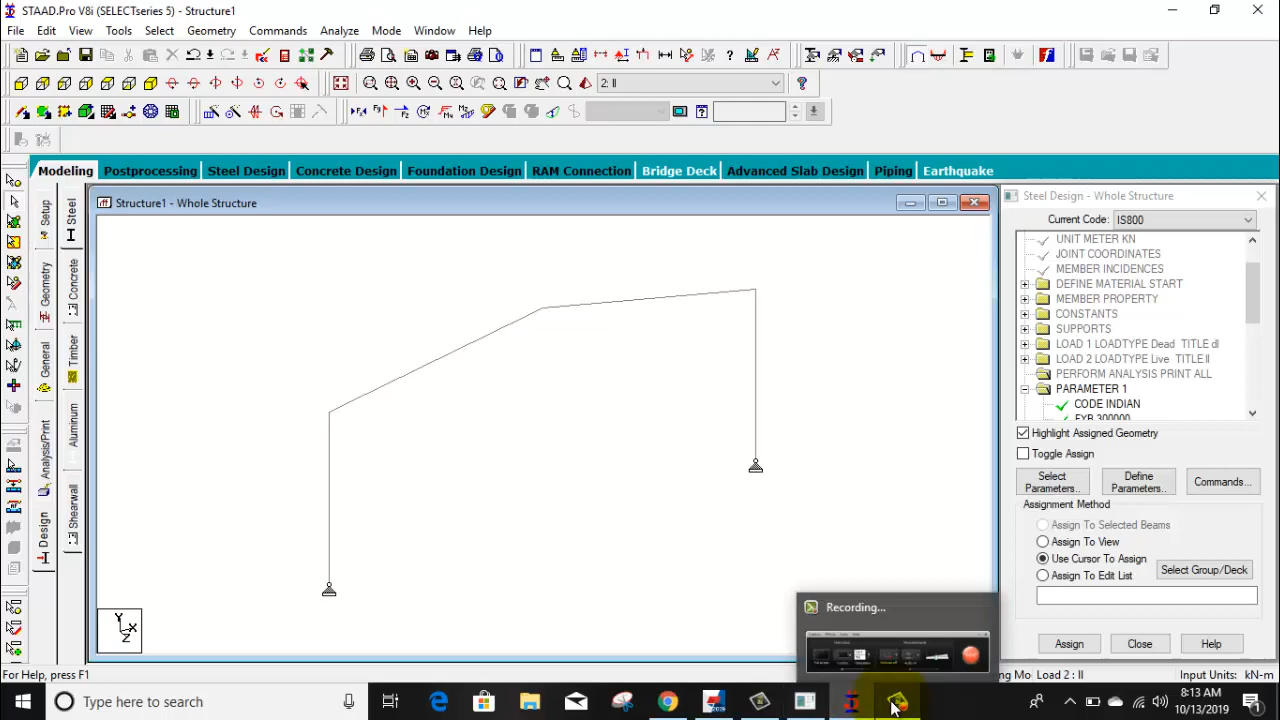 STAAD.Pro V8i (SELECTseries 5) - Structure1
File Edit View Tools Select Geometry Commands Analyze Mode Window Help
2: ll
Modeling Postprocessing Steel Design Concrete Design Foundation Design RAM Connection Bridge Deck Advanced Slab Design Piping Earthquake
Structure1 - Whole Structure
Setup
Geometry
General
Analysis/Print
Design
Steel
Concrete
Timber
Aluminum
Shearwall
Y
X
Z
Steel Design - Whole Structure
Current Code: IS800
UNIT METER KN
JOINT COORDINATES
MEMBER INCIDENCES
DEFINE MATERIAL START
MEMBER PROPERTY
CONSTANTS
SUPPORTS
LOAD 1 LOADTYPE Dead TITLE dl
LOAD 2 LOADTYPE Live TITLE ll
PERFORM ANALYSIS PRINT ALL
PARAMETER 1
CODE INDIAN
FYB 300000
Highlight Assigned Geometry
Toggle Assign
Select Parameters..
Define Parameters..
Commands...
Assignment Method
Assign To Selected Beams
Assign To View
Use Cursor To Assign
Assign To Edit List
Select Group/Deck
Assign Close Help
Recording...
For Help, press F1
Load 2 : ll
Input Units: kN-m
Type here to search
8:13 AM
10/13/2019